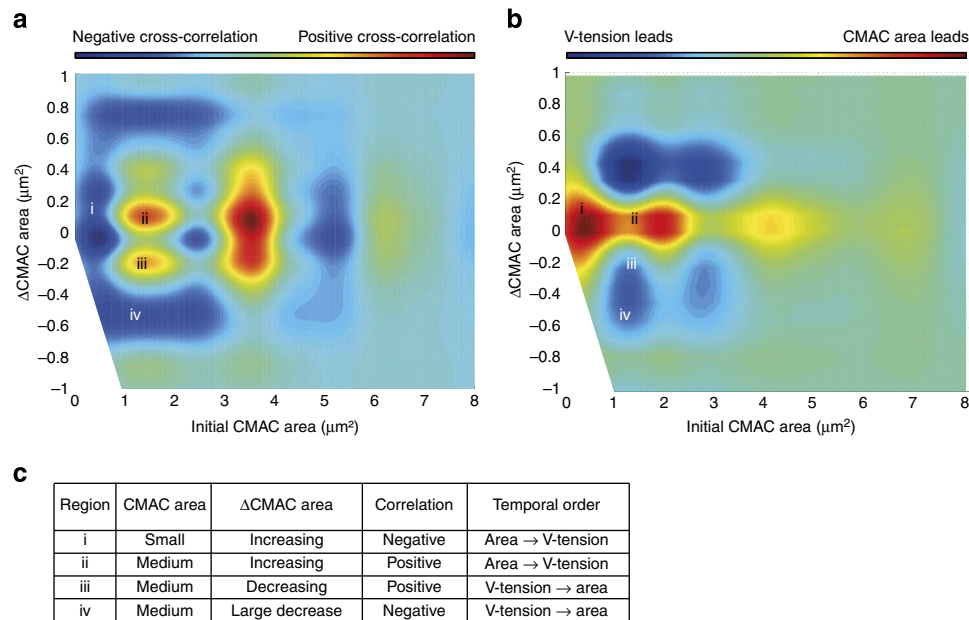 a
Negative cross-correlation Positive cross-correlation
1
0.8
0.6
0.4
0.2
0
−0.2
−0.4
−0.6
−0.8
−1
ΔCMAC area (μm²)
i
ii
iii
iv
0 1 2 3 4 5 6 7 8
Initial CMAC area (μm²)
b
V-tension leads CMAC area leads
1
0.8
0.6
0.4
0.2
0
−0.2
−0.4
−0.6
−0.8
−1
ΔCMAC area (μm²)
i
ii
iii
iv
0 1 2 3 4 5 6 7 8
Initial CMAC area (μm²)
c
Region CMAC area ΔCMAC area Correlation Temporal order
i Small Increasing Negative Area → V-tension
ii Medium Increasing Positive Area → V-tension
iii Medium Decreasing Positive V-tension → area
iv Medium Large decrease Negative V-tension → area